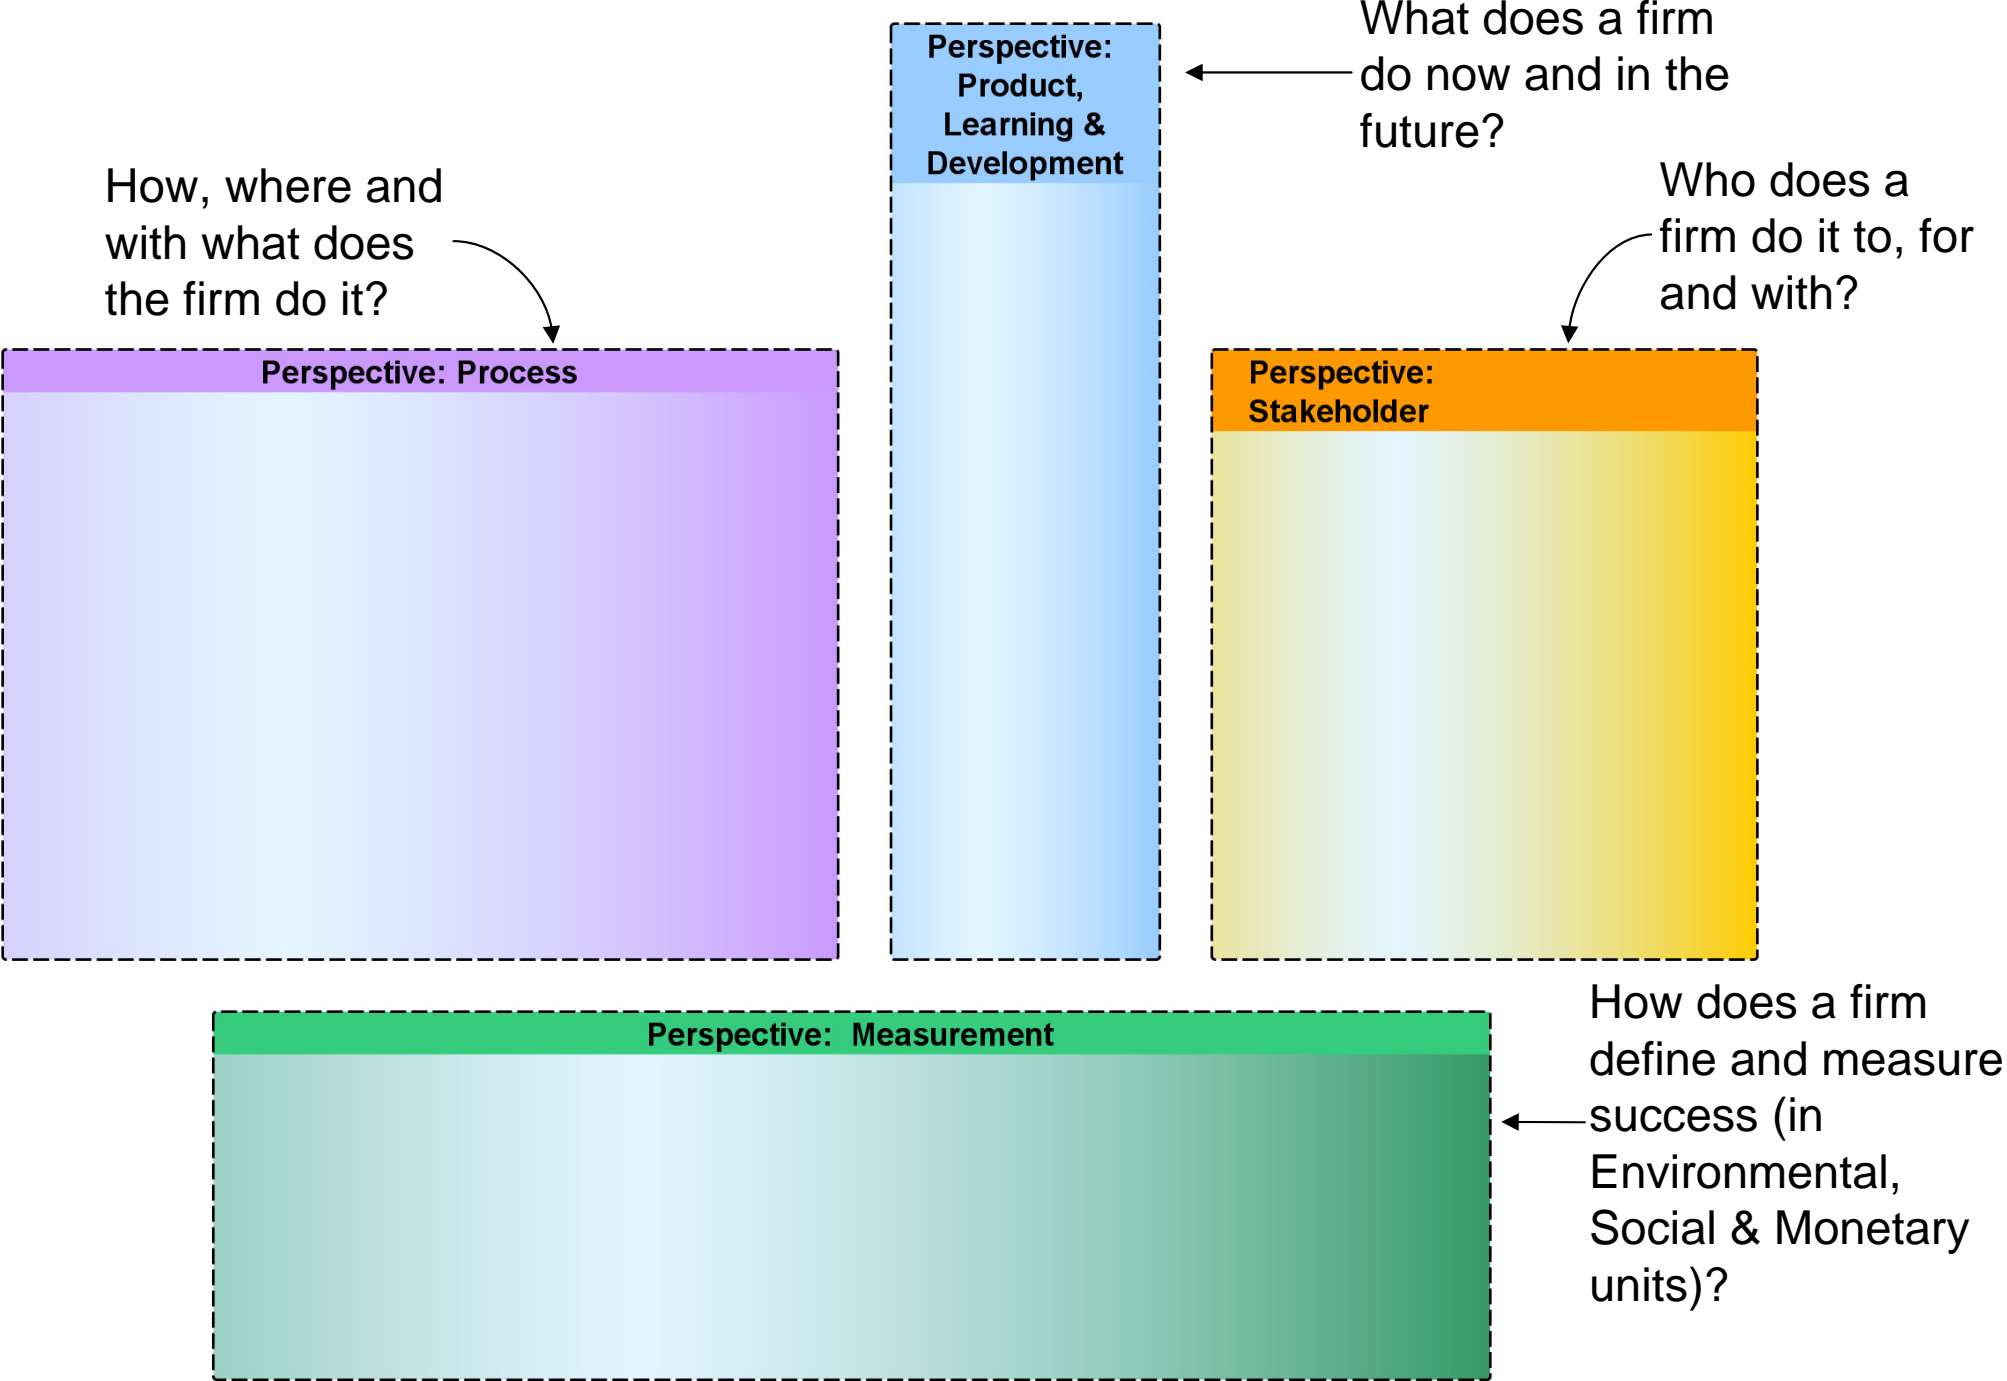 What does a firm
do now and in the
future?
Perspective:
Product,
Learning &
Development
How, where and
with what does
the firm do it?
Who does a
firm do it to, for
and with?
Perspective: Process
Perspective:
Stakeholder
Perspective:  Measurement
How does a firm
define and measure
success (in
Environmental,
Social & Monetary
units)?